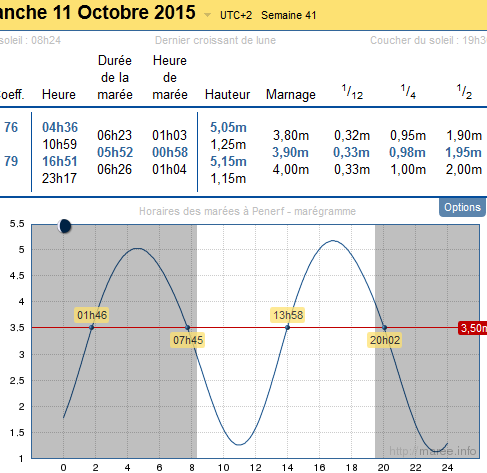 anche 11 Octobre 2015 UTC+2 Semaine 41
soleil : 08h24 Dernier croissant de lune Coucher du soleil : 19h3
Durée Heure
de la de
Coeff. Heure marée marée Hauteur Marnage 1/12 1/4 1/2
76 04h36 06h23 01h03 5,05m 3,80m 0,32m 0,95m 1,90m
10h59 05h52 00h58 1,25m 3,90m 0,33m 0,98m 1,95m
79 16h51 06h26 01h04 5,15m 4,00m 0,33m 1,00m 2,00m
23h17 1,15m
Options
Horaires des marées à Penerf - marégramme
5.5
5
4.5
4
3.5
3
2.5
2
1.5
1
01h46
07h45
13h58
20h02
3,50m
http://maree.info
0 2 4 6 8 10 12 14 16 18 20 22 24